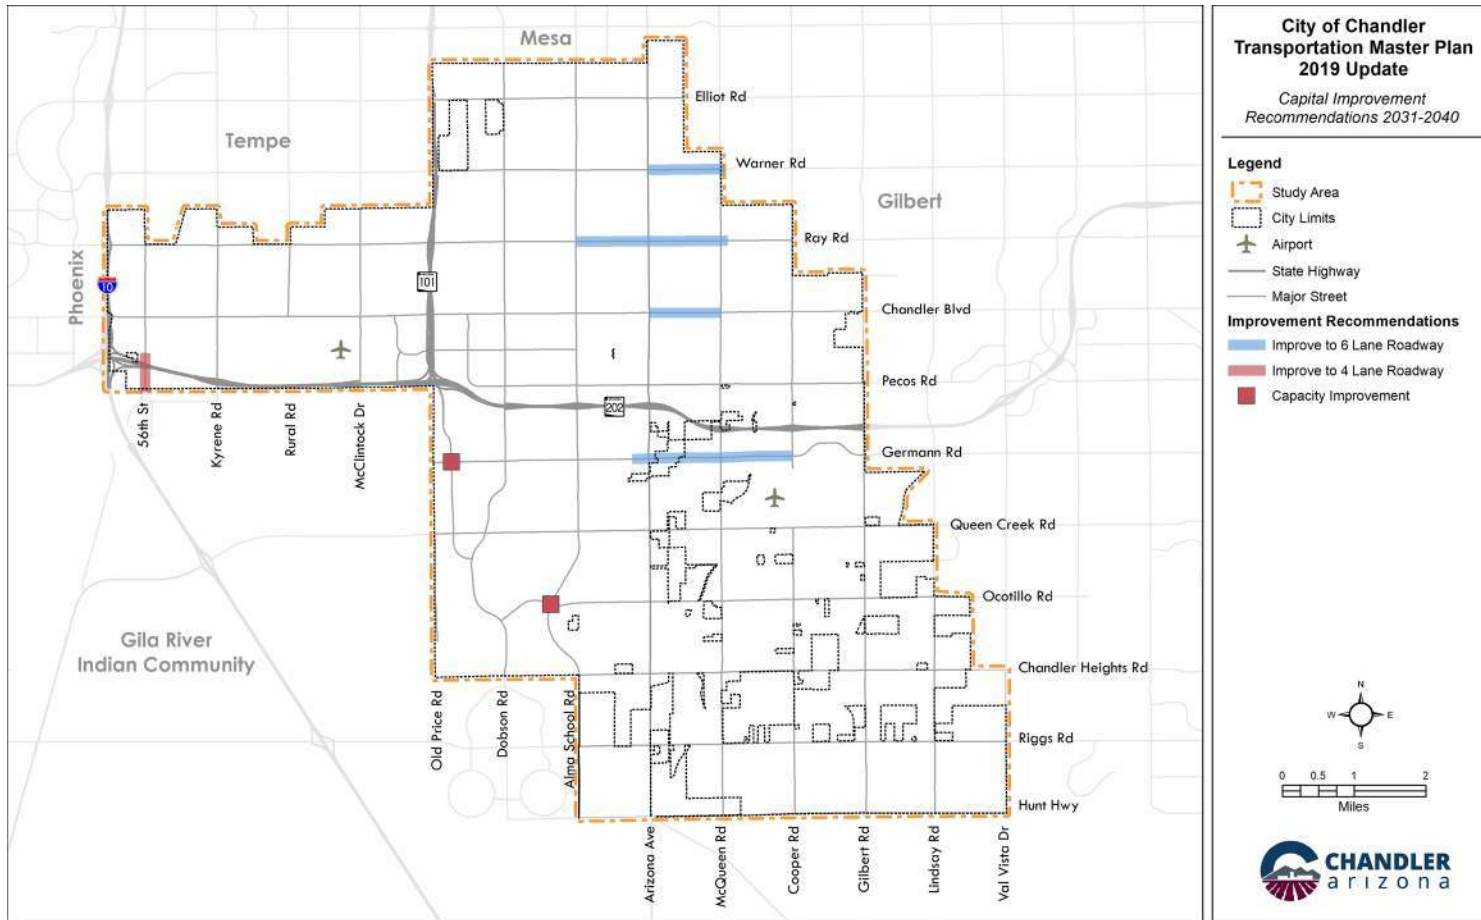 Mesa
Elliot Rd
Tempe
Warner Rd
Gilbert
Ray Rd
Phoenix
10
101
Chandler Blvd
Pecos Rd
202
56th St
Kyrene Rd
Rural Rd
McClintock Dr
Germann Rd
Queen Creek Rd
Ocotillo Rd
Gila River
Indian Community
Chandler Heights Rd
Old Price Rd
Dobson Rd
Alma School Rd
Riggs Rd
Hunt Hwy
Arizona Ave
McQueen Rd
Cooper Rd
Gilbert Rd
Lindsay Rd
Val Vista Dr
City of Chandler
Transportation Master Plan
2019 Update
Capital Improvement
Recommendations 2031-2040
Legend
Study Area
City Limits
Airport
State Highway
Major Street
Improvement Recommendations
Improve to 6 Lane Roadway
Improve to 4 Lane Roadway
Capacity Improvement
N
W E
S
0 0.5 1 2
Miles
CHANDLER
arizona